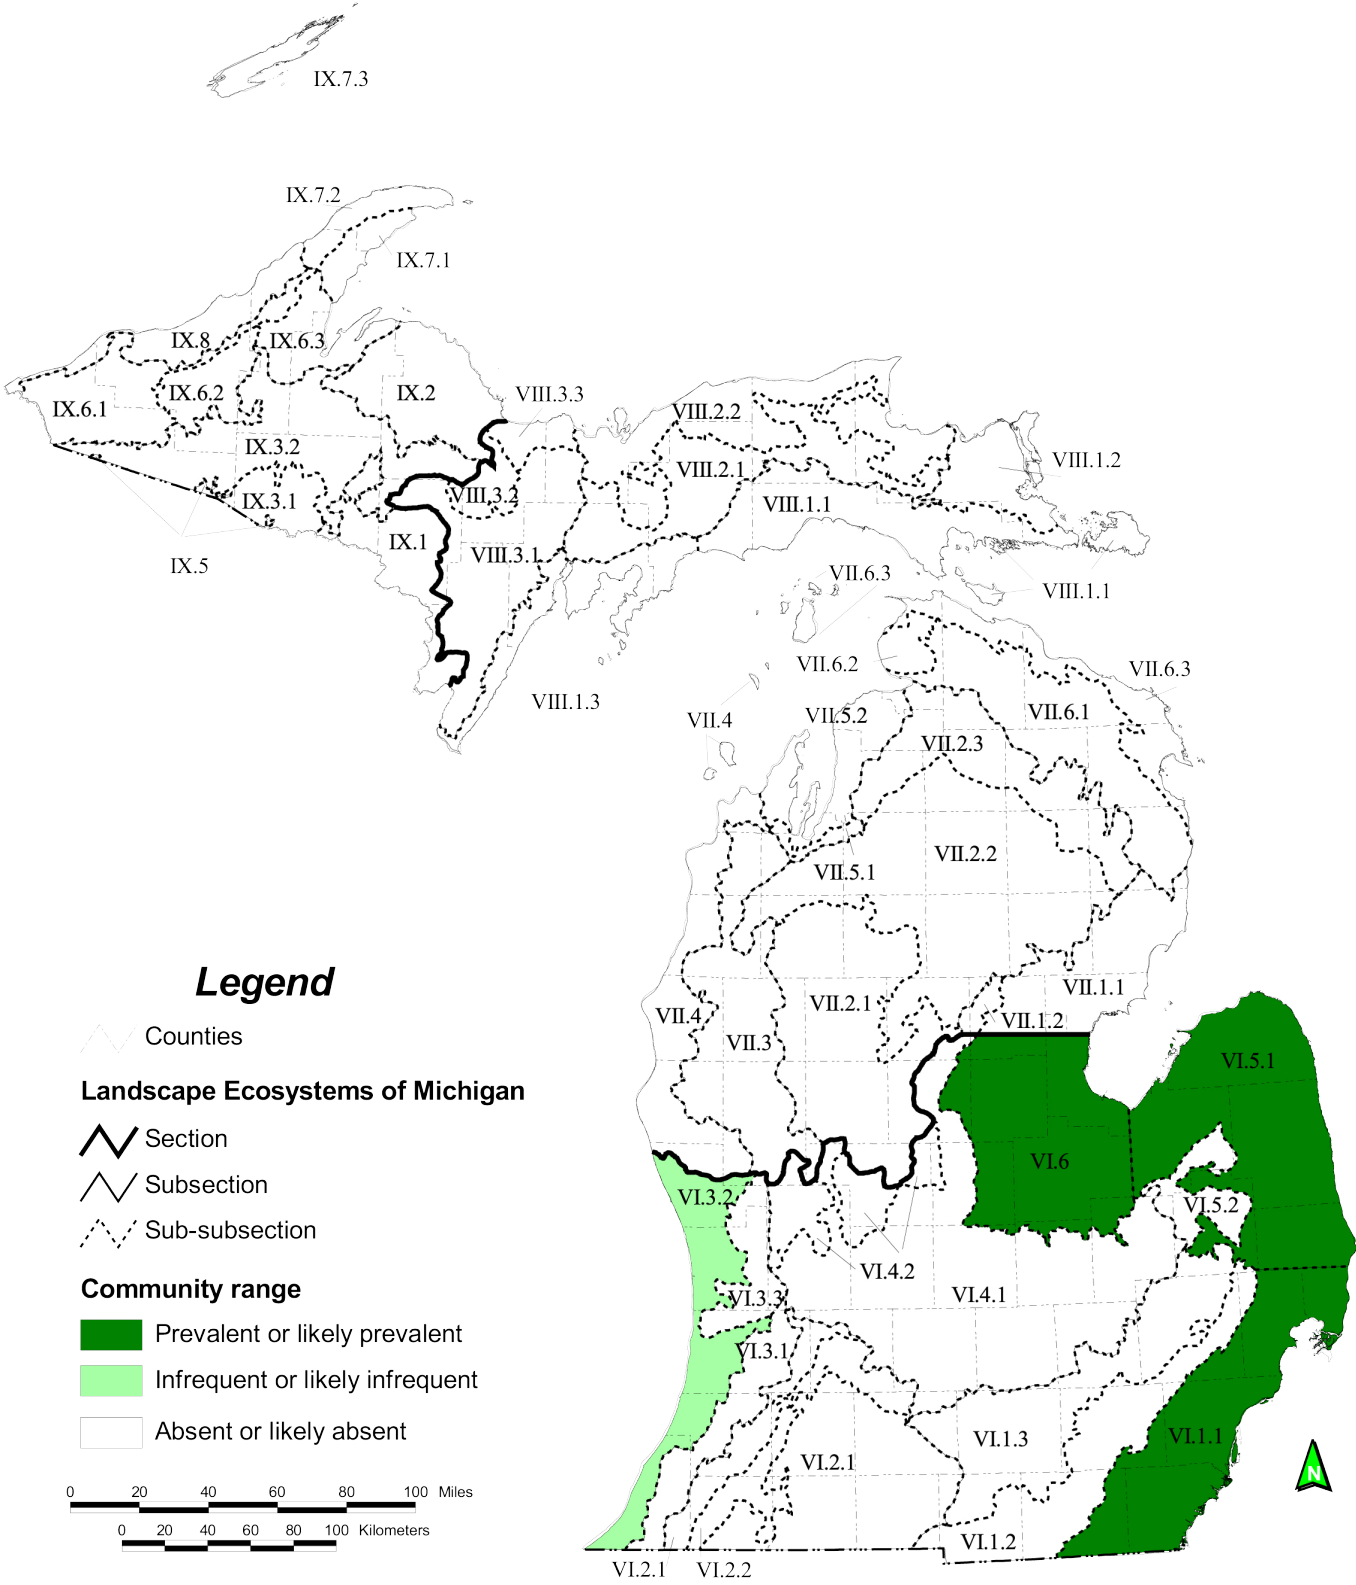 IX.7.3
IX.7.2
IX.7.1
IX.8
IX.6.3
IX.6.2
IX.6.1
IX.2
VIII.3.3
VIII.2.2
IX.3.2
VIII.2.1
VIII.1.2
IX.3.1
VIII.3.2
VIII.1.1
IX.1
VIII.3.1
IX.5
VII.6.3
VIII.1.1
VII.6.2
VII.6.3
VIII.1.3
VII.4
VII.5.2
VII.6.1
VII.2.3
VII.2.2
VII.5.1
VII.1.1
VII.2.1
VII.4
VII.1.2
VII.3
VI.5.1
VI.6
VI.3.2
VI.5.2
VI.4.2
VI.4.1
VI.3.3
VI.3.1
VI.1.3
VI.1.1
VI.2.1
VI.1.2
VI.2.1
VI.2.2
Legend
Counties
Landscape Ecosystems of Michigan
Section
Subsection
Sub-subsection
Community range
Prevalent or likely prevalent
Infrequent or likely infrequent
Absent or likely absent
0 20 40 60 80 100 Miles
0 20 40 60 80 100 Kilometers
N